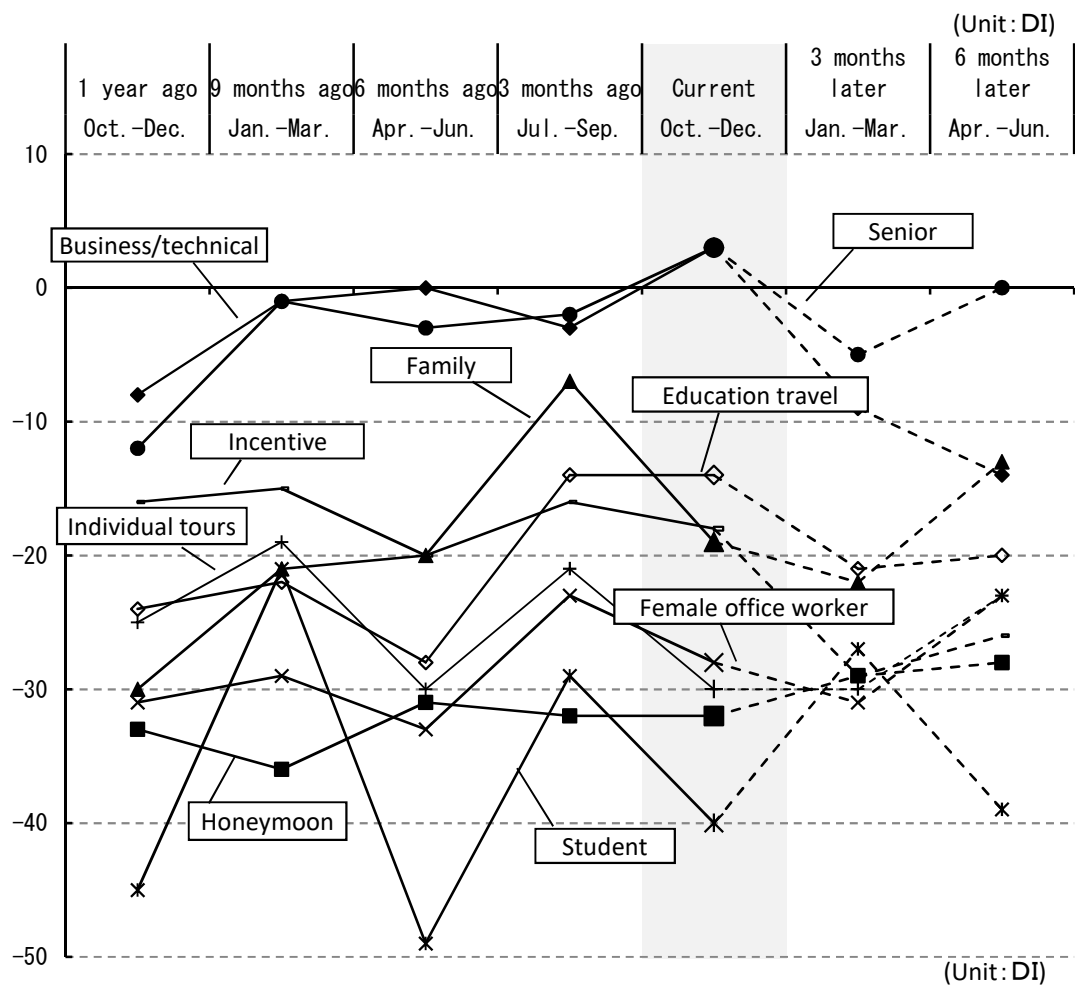 (Unit: DI)
1 year ago 9 months ago 6 months ago 3 months ago Current 3 months later 6 months later
Oct.-Dec. Jan.-Mar. Apr.-Jun. Jul.-Sep. Oct.-Dec. Jan.-Mar. Apr.-Jun.
10
Senior
Business/technical
0
Family
Education travel
-10
Incentive
Individual tours
-20
Female office worker
-30
Honeymoon
Student
-40
-50
(Unit: DI)